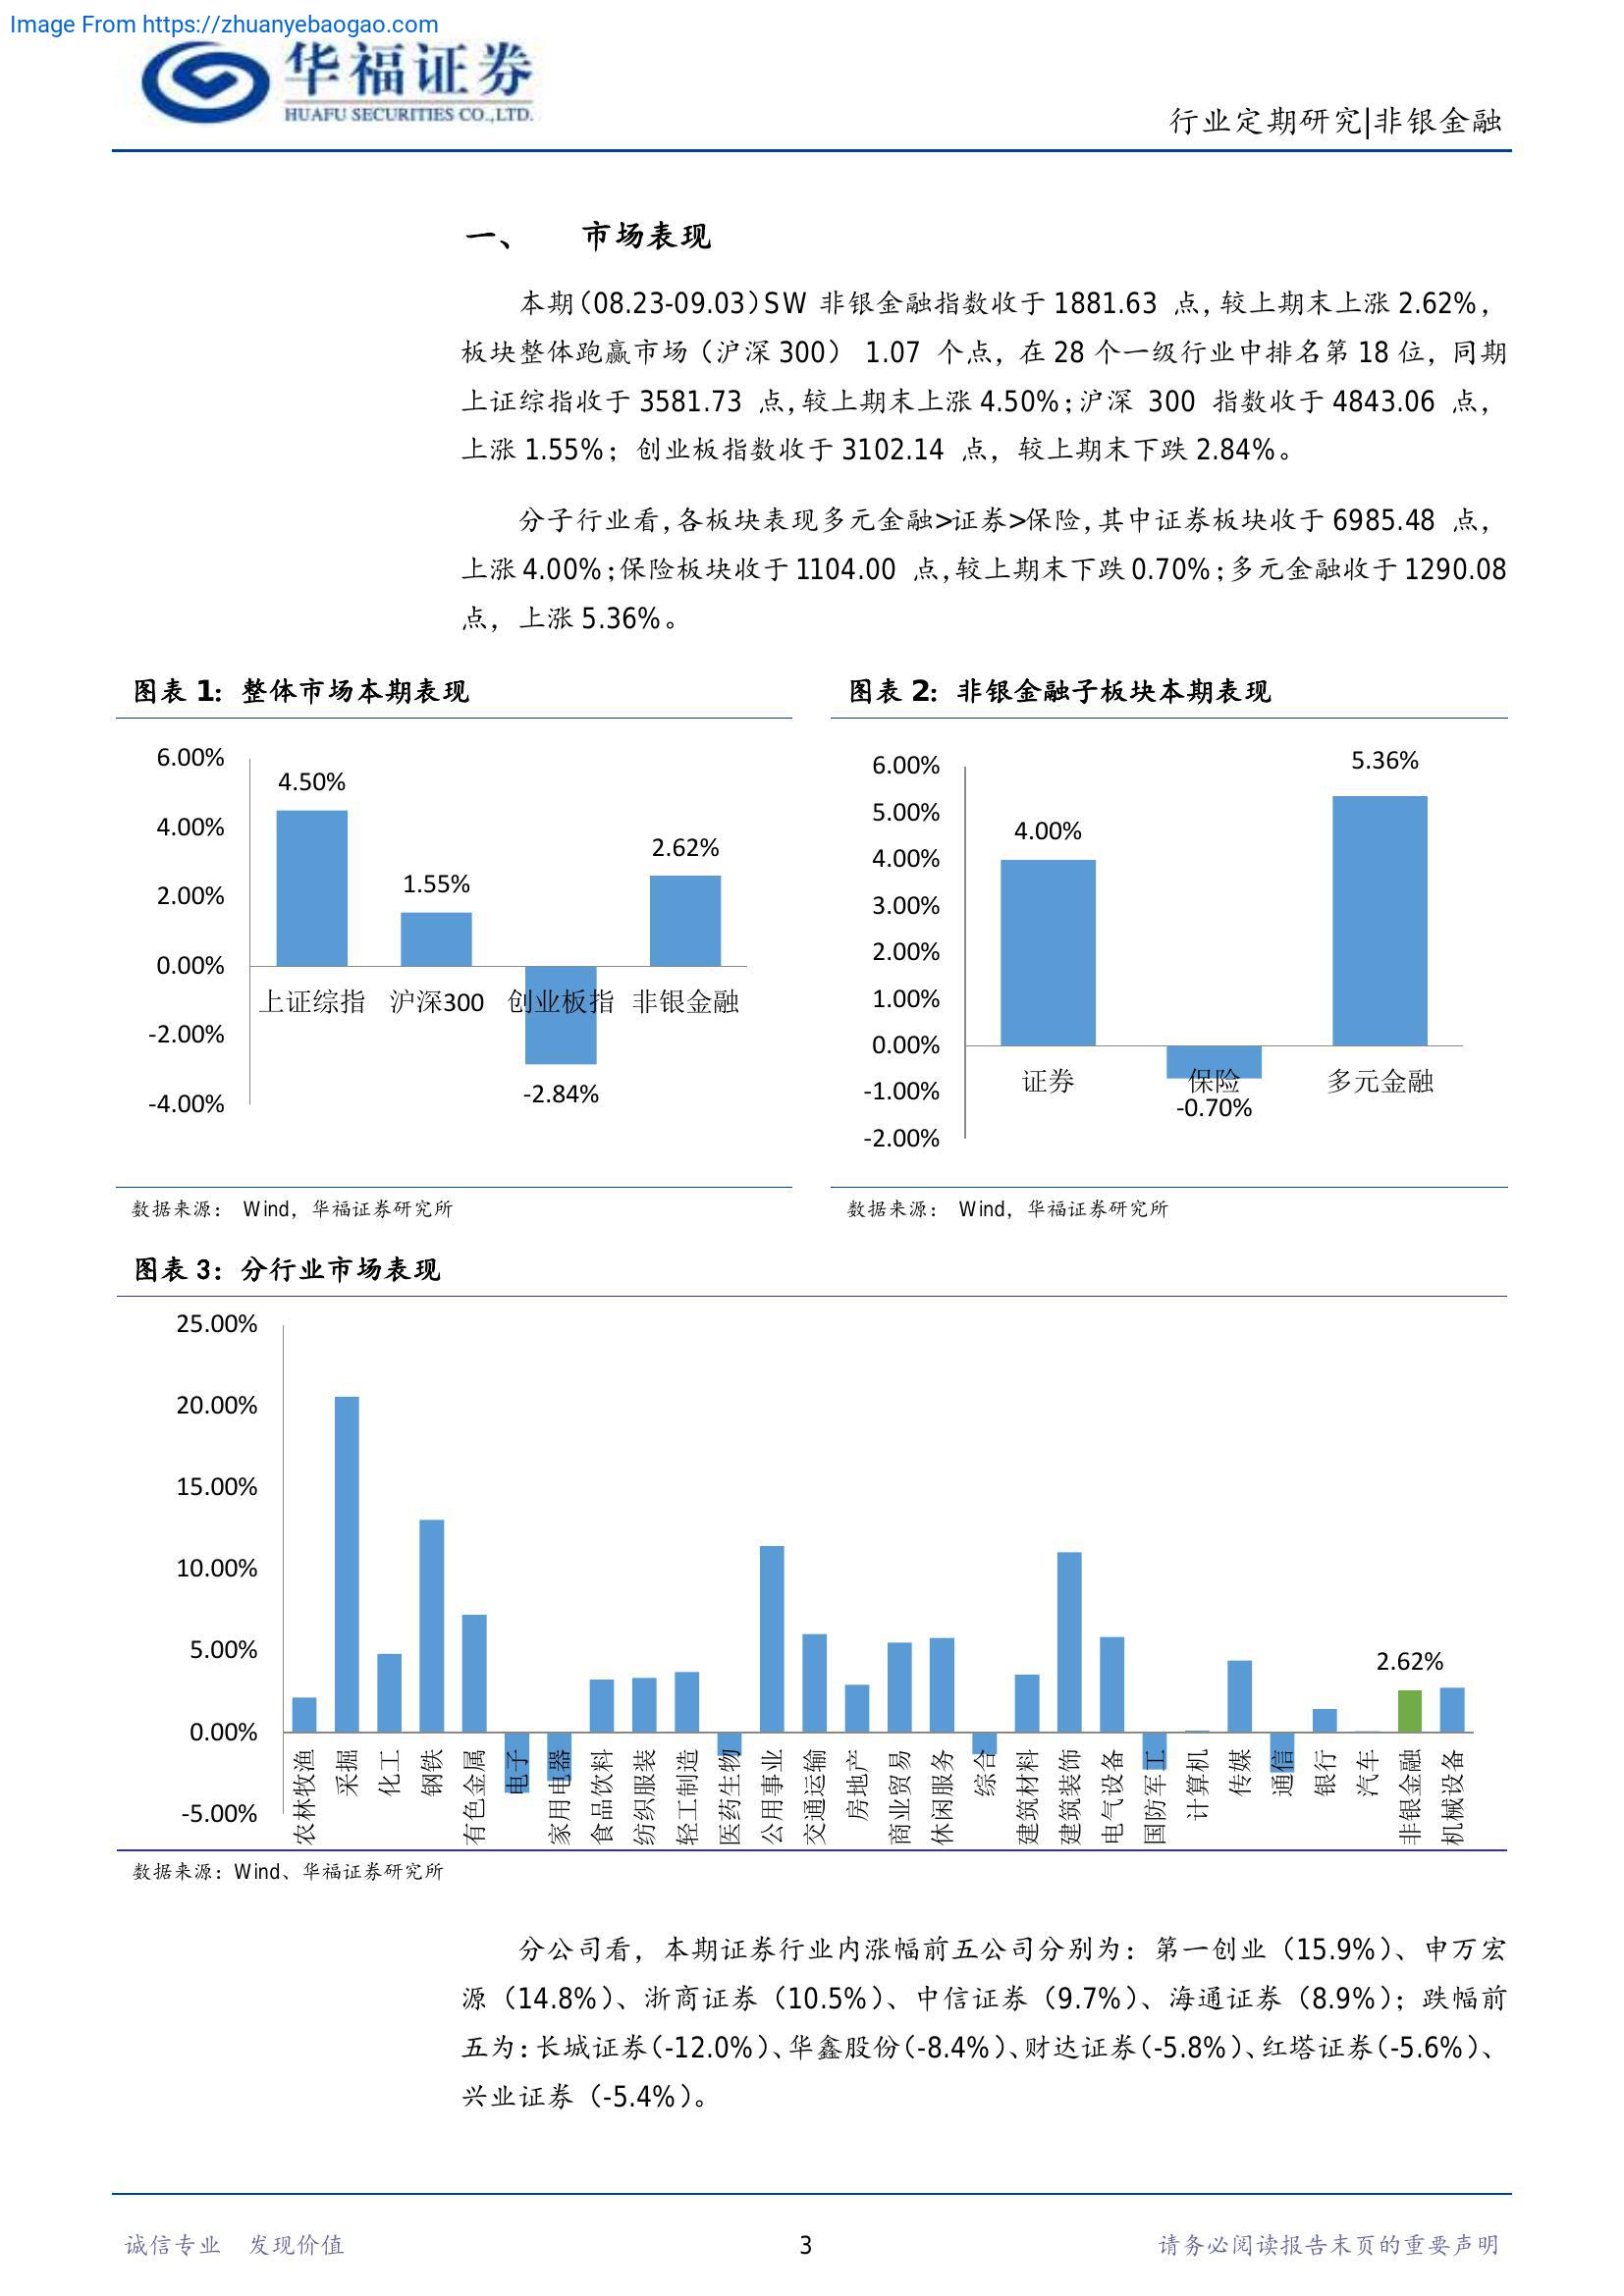 Image From https://zhuanyebaogao.com
华福证券
HUAFU SECURITIES CO.,LTD.
行业定期研究|非银金融
一、 市场表现
本期(08.23-09.03)SW 非银金融指数收于 1881.63 点,较上期末上涨 2.62%,
板块整体跑赢市场（沪深 300） 1.07 个点，在 28 个一级行业中排名第 18 位，同期
上证综指收于 3581.73 点,较上期末上涨 4.50%;沪深 300 指数收于 4843.06 点，
上涨 1.55%；创业板指数收于 3102.14 点，较上期末下跌 2.84%。
分子行业看,各板块表现多元金融>证券>保险,其中证券板块收于 6985.48 点，
上涨 4.00%;保险板块收于 1104.00 点,较上期末下跌 0.70%;多元金融收于 1290.08
点，上涨 5.36%。
图表 1：整体市场本期表现
6.00%
4.00%
2.00%
0.00%
-2.00%
-4.00%
4.50%
1.55%
-2.84%
2.62%
上证综指 沪深300 创业板指 非银金融
数据来源： Wind，华福证券研究所
图表 2：非银金融子板块本期表现
6.00%
5.00%
4.00%
3.00%
2.00%
1.00%
0.00%
-1.00%
-2.00%
4.00%
-0.70%
5.36%
证券 保险 多元金融
数据来源： Wind，华福证券研究所
图表 3：分行业市场表现
25.00%
20.00%
15.00%
10.00%
5.00%
0.00%
-5.00%
2.62%
农林牧渔
采掘
化工
钢铁
有色金属
电子
家用电器
食品饮料
纺织服装
轻工制造
医药生物
公用事业
交通运输
房地产
商业贸易
休闲服务
综合
建筑材料
建筑装饰
电气设备
国防军工
计算机
传媒
通信
银行
汽车
非银金融
机械设备
数据来源：Wind、华福证券研究所
分公司看，本期证券行业内涨幅前五公司分别为：第一创业（15.9%）、申万宏
源（14.8%）、浙商证券（10.5%）、中信证券（9.7%）、海通证券（8.9%）；跌幅前
五为:长城证券(-12.0%)、华鑫股份(-8.4%)、财达证券(-5.8%)、红塔证券(-5.6%)、
兴业证券（-5.4%）。
诚信专业 发现价值
3
请务必阅读报告末页的重要声明